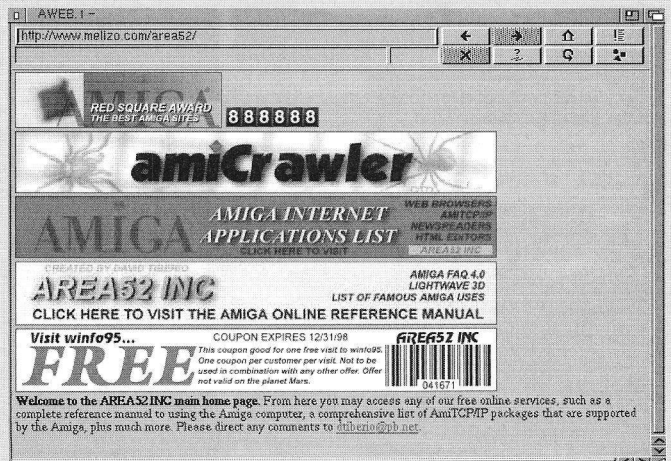 AWEB.1 -
http://www.melizo.com/area52/
RED SQUARE AWARD
THE BEST AMIGA SITES
888888
amiCrawler
AMIGA
AMIGA INTERNET
APPLICATIONS LIST
CLICK HERE TO VISIT
WEB BROWSERS
AMITCP/IP
NEWSREADERS
HTML EDITORS
AREA52 INC
CREATED BY DAVID TIBERIO
AREA52 INC
AMIGA FAQ 4.0
LIGHTWAVE 3D
LIST OF FAMOUS AMIGA USES
CLICK HERE TO VISIT THE AMIGA ONLINE REFERENCE MANUAL
Visit winfo95...
FREE
COUPON EXPIRES 12/31/98
This coupon good for one free visit to winfo95.
One coupon per customer per visit. Not to be
used in combination with any other offer. Offer
not valid on the planet Mars.
AREA52 INC
041671
Welcome to the AREA52 INC main home page. From here you may access any of our free online services, such as a
complete reference manual to using the Amiga computer, a comprehensive list of AmiTCP/IP packages that are supported
by the Amiga, plus much more. Please direct any comments to dtiberio@pb.net.